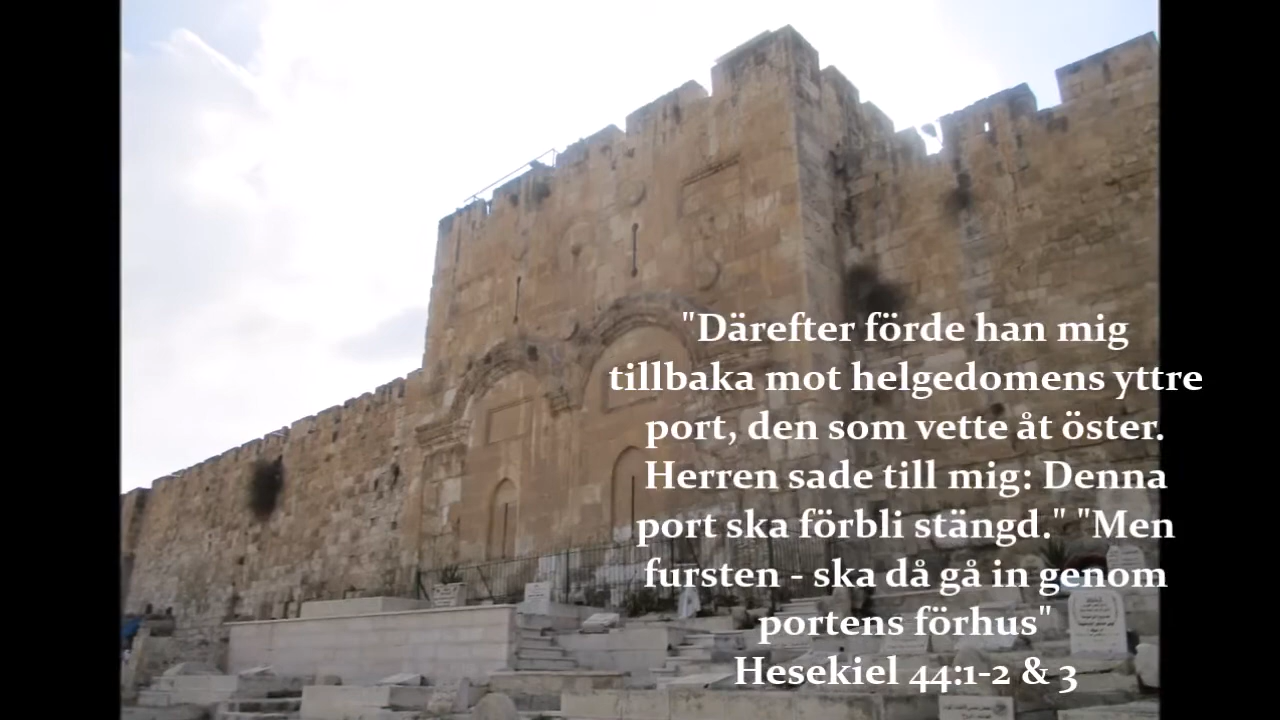 "Därefter förde han mig
tillbaka mot helgedomens yttre
port, den som vette åt öster.
Herren sade till mig: Denna
port ska förbli stängd." "Men
fursten - ska då gå in genom
portens förhus"
Hesekiel 44:1-2 & 3